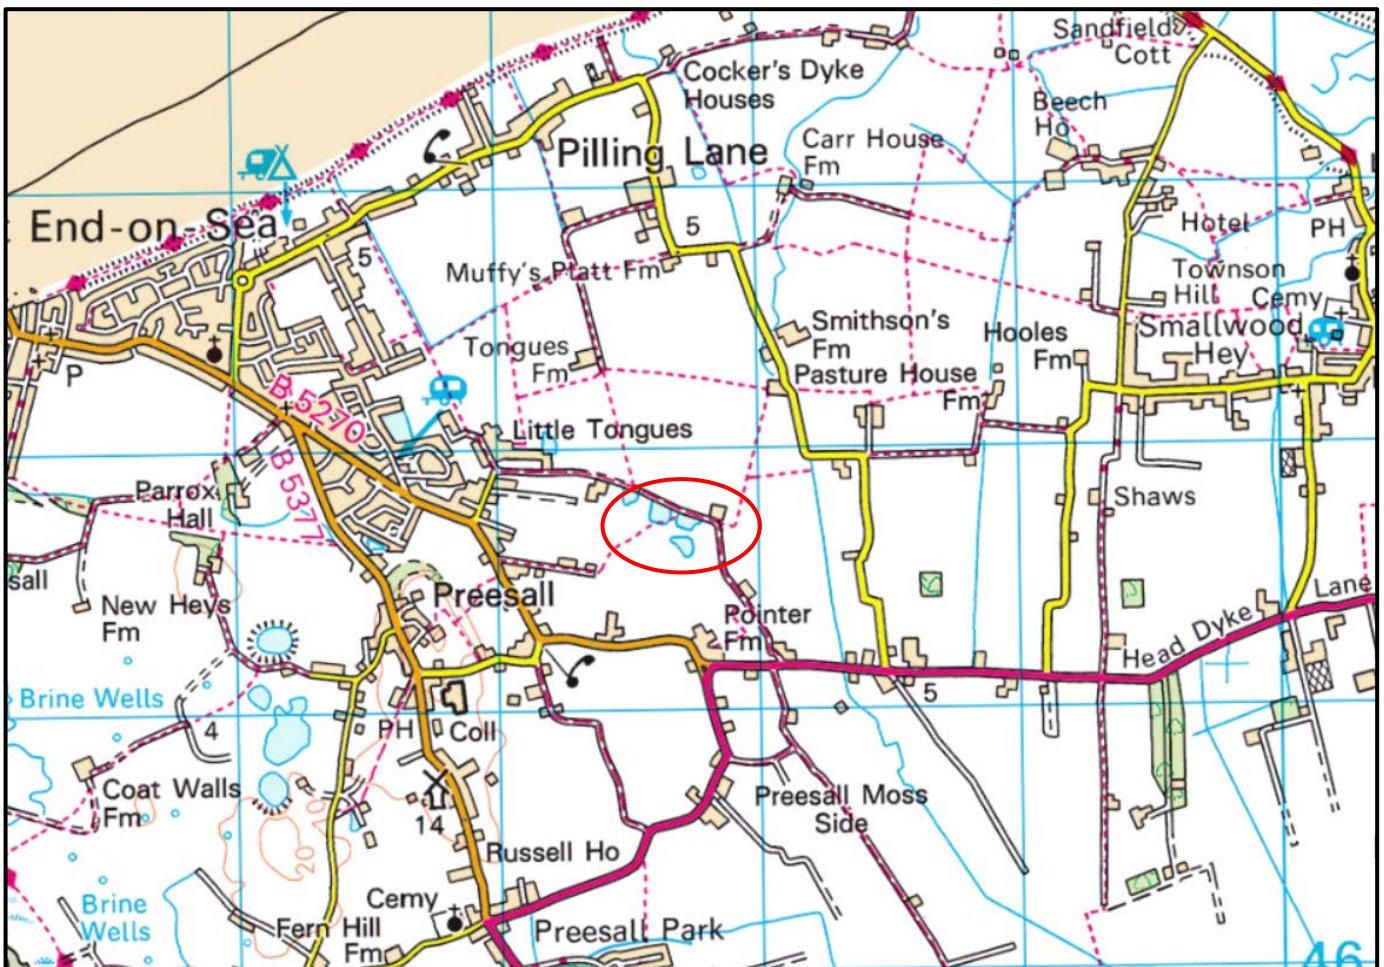 Sandfield
Cott
Cocker's Dyke
Houses
Beech
Ho
Pilling Lane
Carr House
Fm
End-on-Sea
5
5
Hotel
PH
Muffy's Platt Fm
Townson
Hill
Cemy
Smithson's
Fm
Hooles
Fm
Smallwood
Hey
Tongues
Fm
P
Pasture House
Fm
B 5270
Little Tongues
B 5377
Parrox
Hall
Shaws
sall
New Heys
Fm
Preesall
Pointer
Fm
Head Dyke
Lane
Brine Wells
4
PH
Coll
5
Coat Walls
Fm
14
Preesall Moss
Side
20
10
Russell Ho
Brine
Wells
Cemy
Fern Hill
Fm
Preesall Park
46